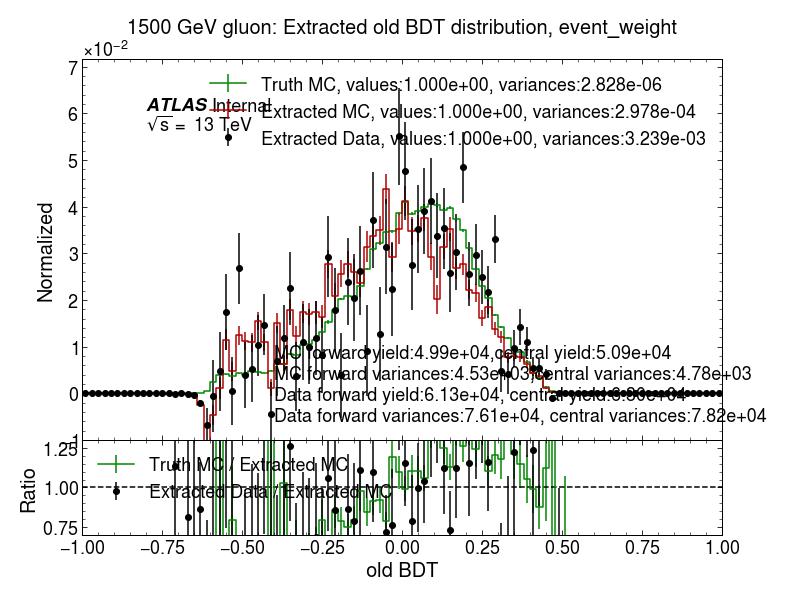 1500 GeV gluon: Extracted old BDT distribution, event_weight
×10−2
Truth MC, values:1.000e+00, variances:2.828e-06
ATLAS Internal
Extracted MC, values:1.000e+00, variances:2.978e-04
√s = 13 TeV
Extracted Data, values:1.000e+00, variances:3.239e-03
7
6
5
4
3
2
1
0
−1
Normalized
MC forward yield:4.99e+04,central yield:5.09e+04
MC forward variances:4.53e+03,central variances:4.78e+03
Data forward yield:6.13e+04, central
Data forward variances:7.61e+04, central variances:7.82e+04
Truth MC / Extracted MC
Extracted Data / Extracted MC
1.25
1.00
0.75
Ratio
−1.00 −0.75 −0.50 −0.25 0.00 0.25 0.50 0.75 1.00
old BDT